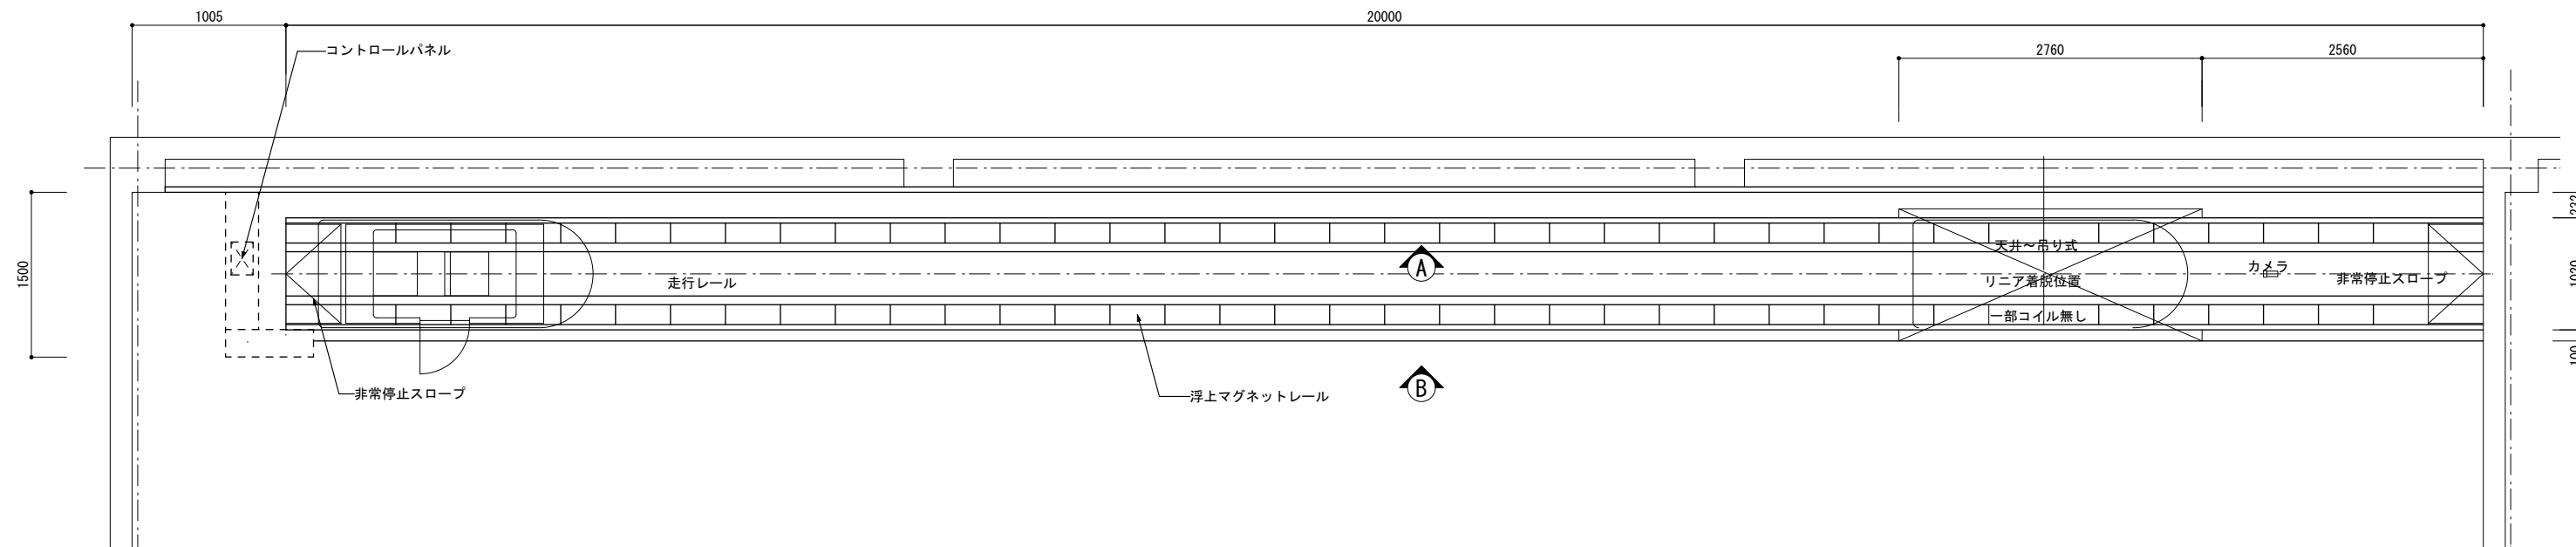 1005
20000
コントロールパネル
2760
2560
232
1500
1020
100
天井～吊り式
カメラ
走行レール
リニア着脱位置
非常停止スロープ
一部コイル無し
A
B
非常停止スロープ
浮上マグネットレール